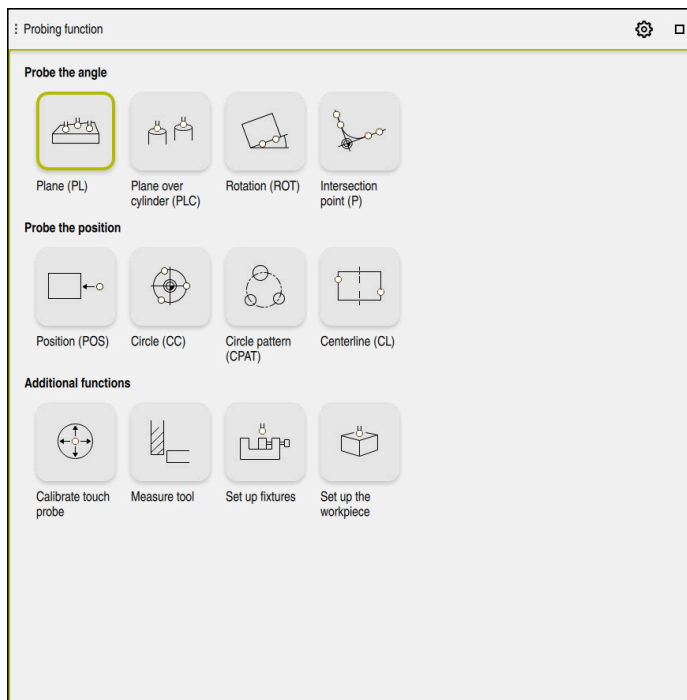 Probing function
Probe the angle
Plane (PL)
Plane over
cylinder (PLC)
Rotation (ROT)
Intersection
point (P)
Probe the position
Position (POS)
Circle (CC)
Circle pattern
(CPAT)
Centerline (CL)
Additional functions
Calibrate touch
probe
Measure tool
Set up fixtures
Set up the
workpiece